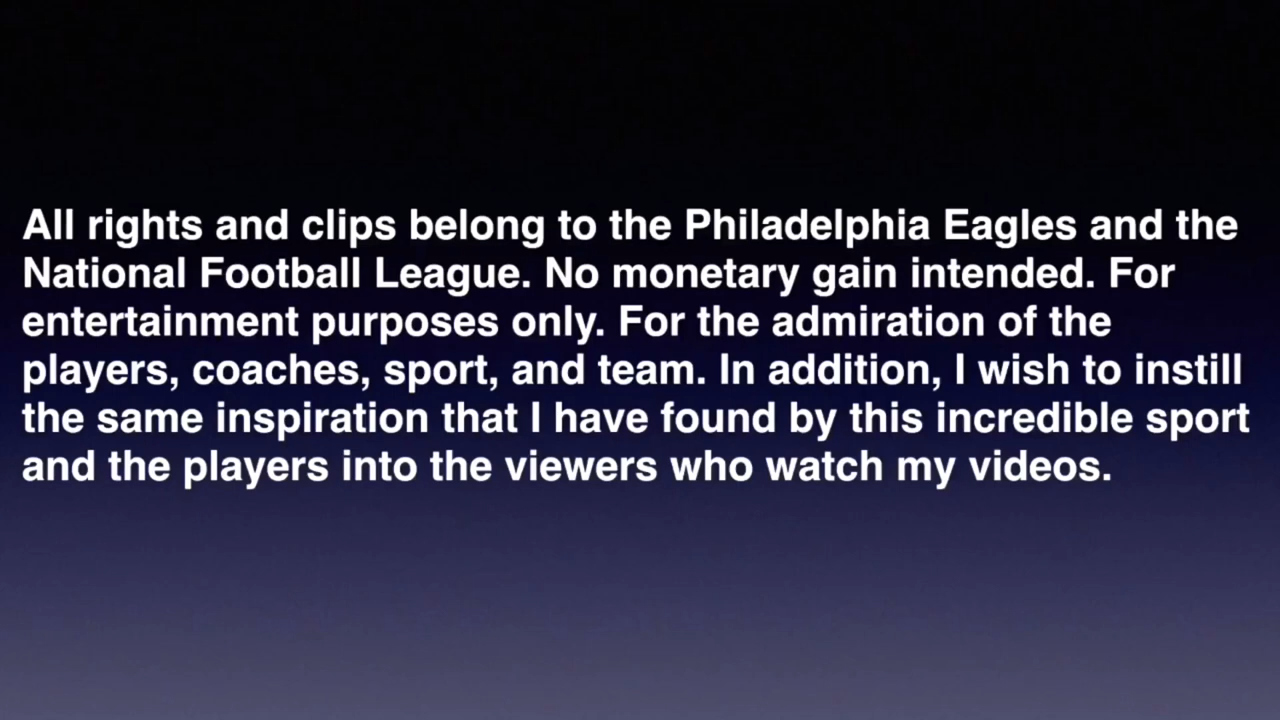 All rights and clips belong to the Philadelphia Eagles and the
National Football League. No monetary gain intended. For
entertainment purposes only. For the admiration of the
players, coaches, sport, and team. In addition, I wish to instill
the same inspiration that I have found by this incredible sport
and the players into the viewers who watch my videos.